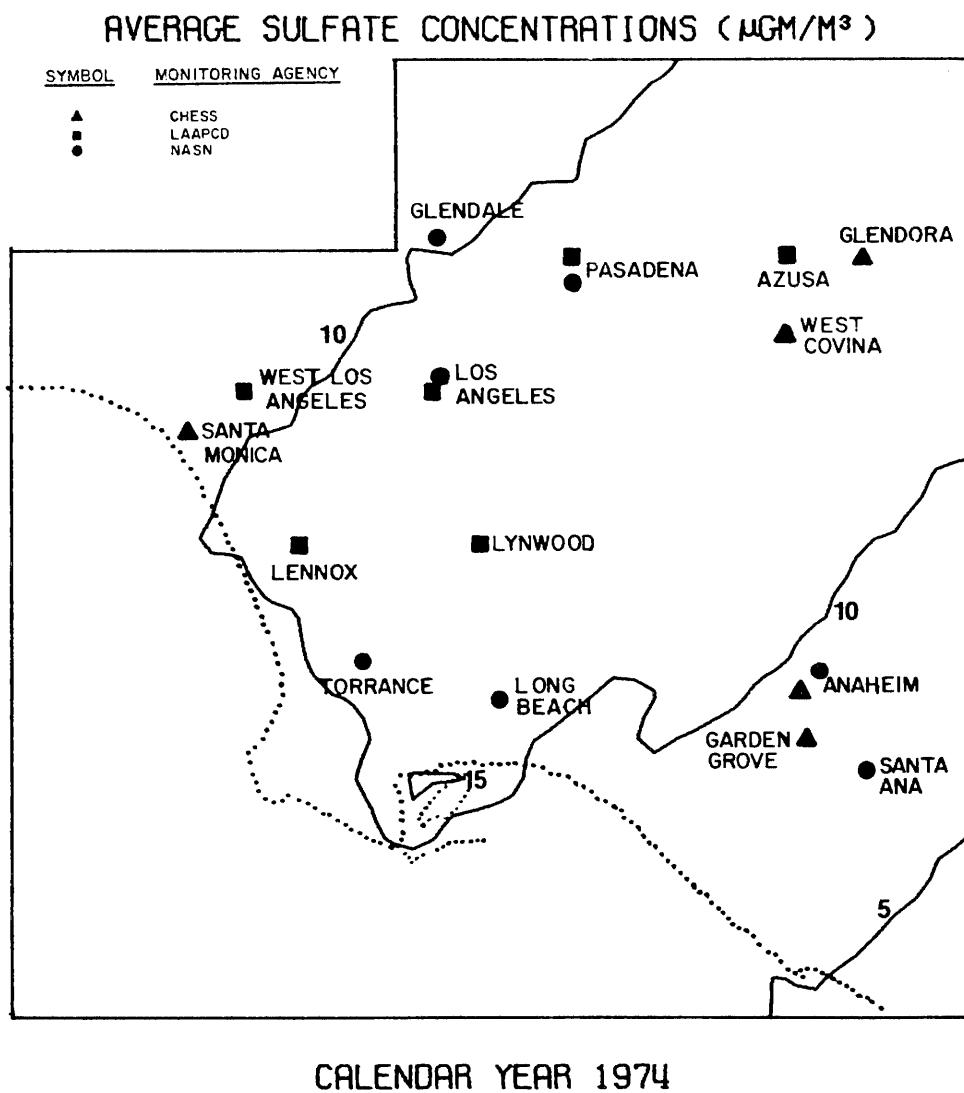 AVERAGE SULFATE CONCENTRATIONS (μGM/M³)
SYMBOL MONITORING AGENCY
CHESS
LAAPCD
NASN
GLENDALE
GLENDORA
PASADENA
AZUSA
10
WEST
COVINA
WEST LOS
ANGELES
LOS
ANGELES
SANTA
MONICA
LENNOX
LYNWOOD
10
TORRANCE
LONG
BEACH
ANAHEIM
GARDEN
GROVE
SANTA
ANA
15
5
CALENDAR YEAR 1974